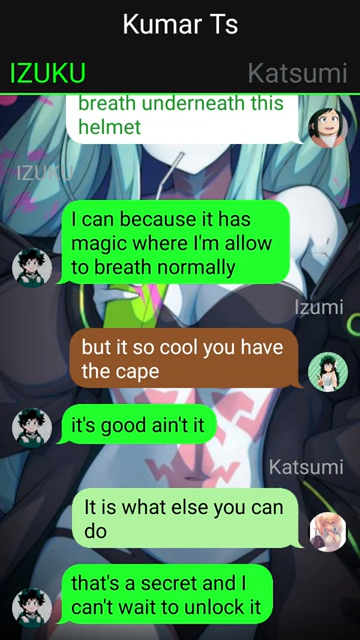 Kumar Ts
IZUKU
Katsumi
breath underneath this
helmet
IZUKU
I can because it has
magic where I'm allow
to breath normally
Izumi
but it so cool you have
the cape
it's good ain't it
Katsumi
It is what else you can
do
that's a secret and I
can't wait to unlock it